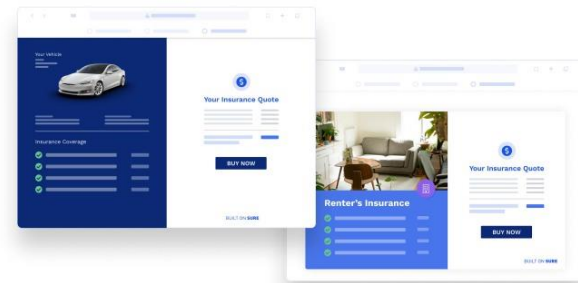 Your Vehicle
Insurance Coverage
Your Insurance Quote
BUY NOW
BUILT ON SURE
Renter's Insurance
Your Insurance Quote
BUY NOW
BUILT ON SURE